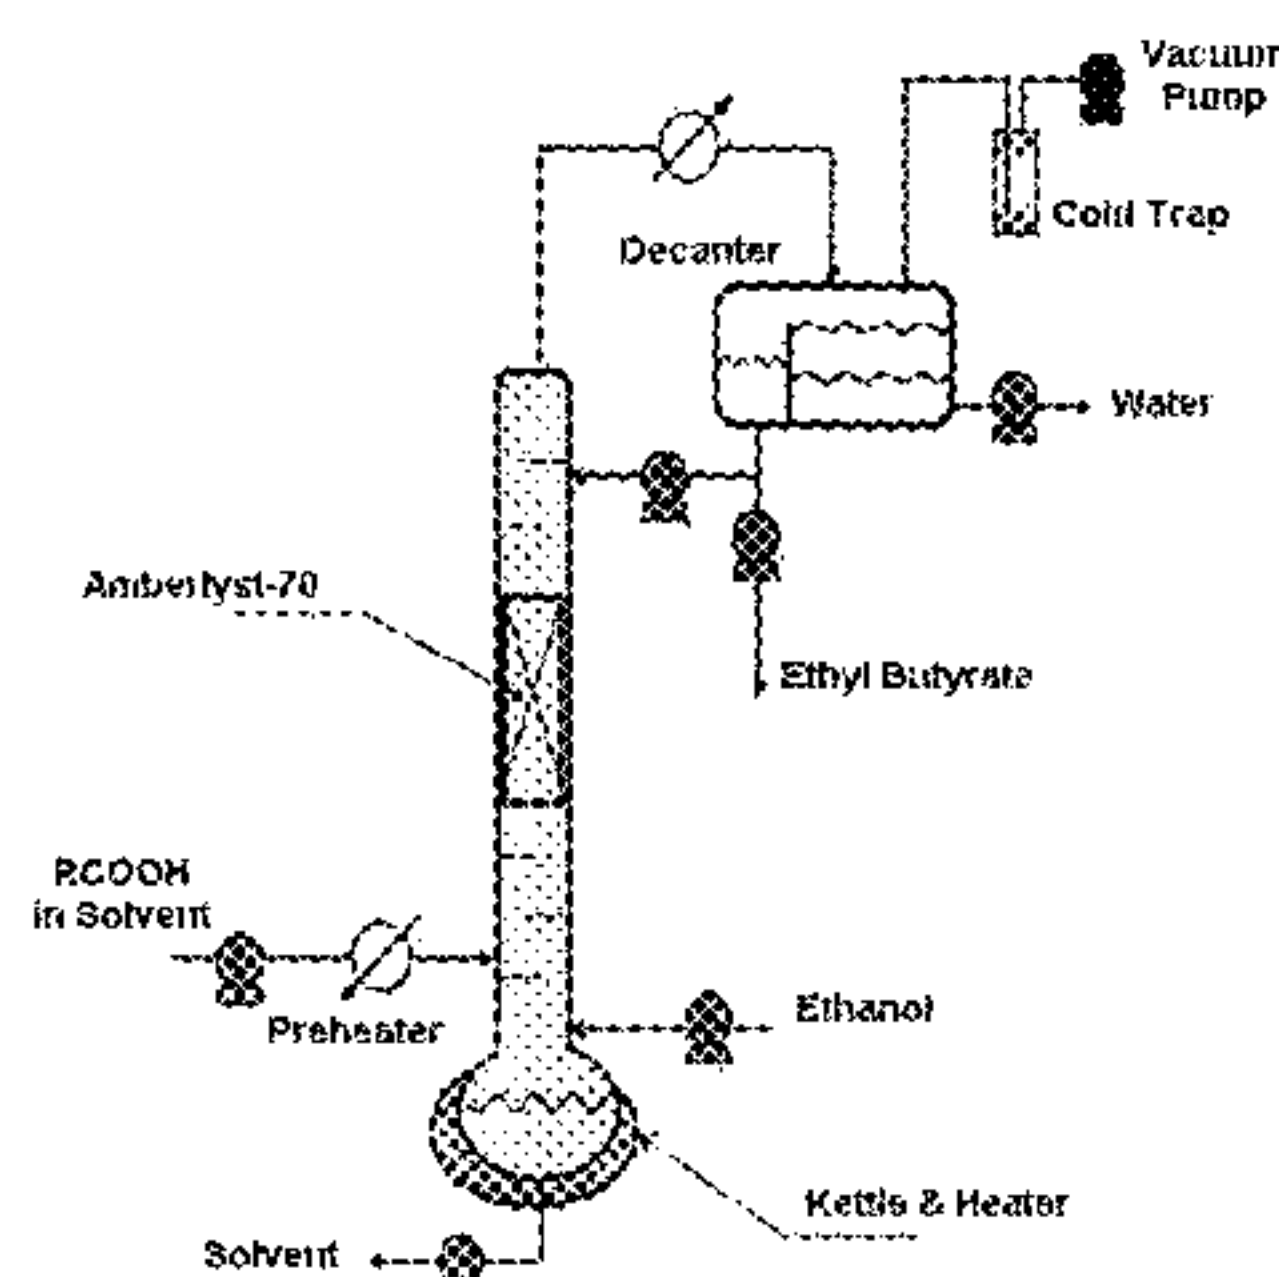 Vacuum
Pump
Cold Trap
Decanter
Water
Amberlyst-70
Ethyl Butyrate
RCOOH
in Solvent
Preheater
Ethanol
Kettle & Heater
Solvent